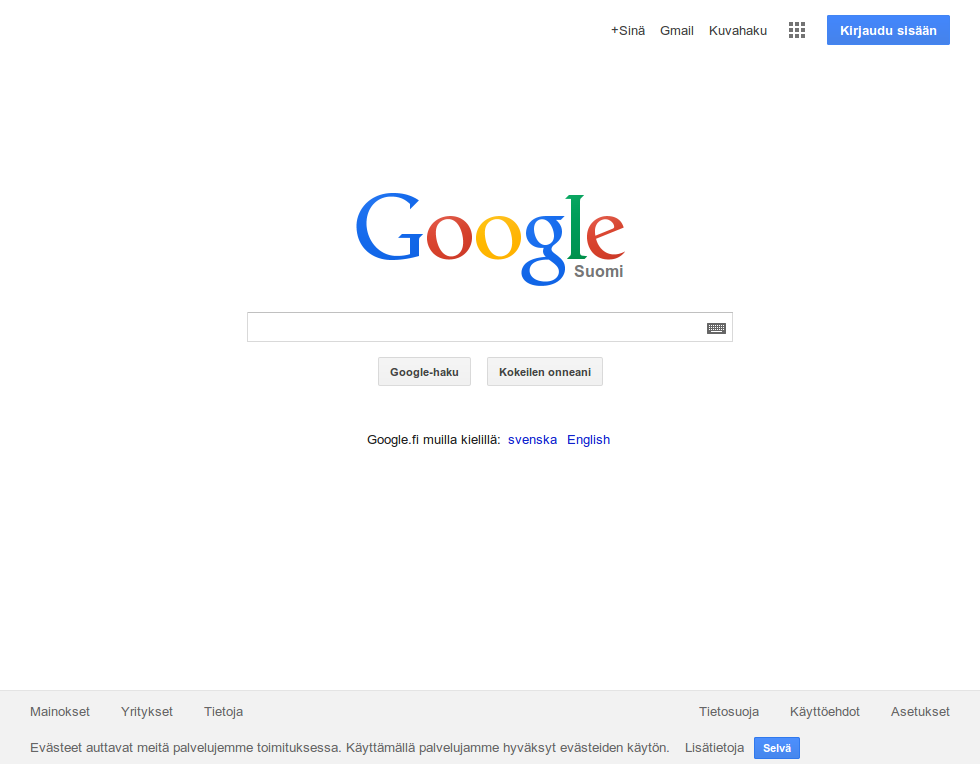 +Sinä Gmail Kuvahaku Kirjaudu sisään
Google
Suomi
Google-haku Kokeilen onneani
Google.fi muilla kielillä: svenska English
Mainokset Yritykset Tietoja Tietosuoja Käyttöehdot Asetukset
Evästeet auttavat meitä palvelujemme toimituksessa. Käyttämällä palvelujamme hyväksyt evästeiden käytön. Lisätietoja Selvä